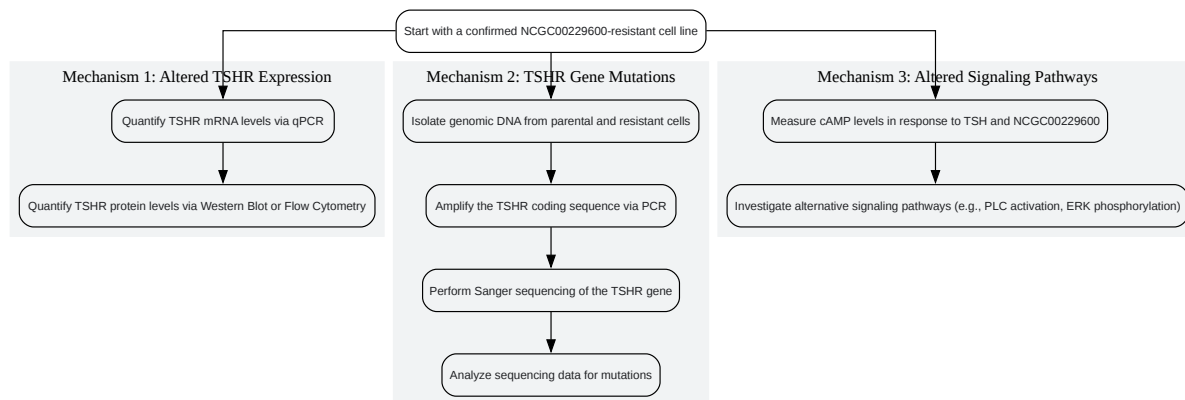 Start with a confirmed NCGC00229600-resistant cell line
Mechanism 1: Altered TSHR Expression
Quantify TSHR mRNA levels via qPCR
Quantify TSHR protein levels via Western Blot or Flow Cytometry
Mechanism 2: TSHR Gene Mutations
Isolate genomic DNA from parental and resistant cells
Amplify the TSHR coding sequence via PCR
Perform Sanger sequencing of the TSHR gene
Analyze sequencing data for mutations
Mechanism 3: Altered Signaling Pathways
Measure cAMP levels in response to TSH and NCGC00229600
Investigate alternative signaling pathways (e.g., PLC activation, ERK phosphorylation)